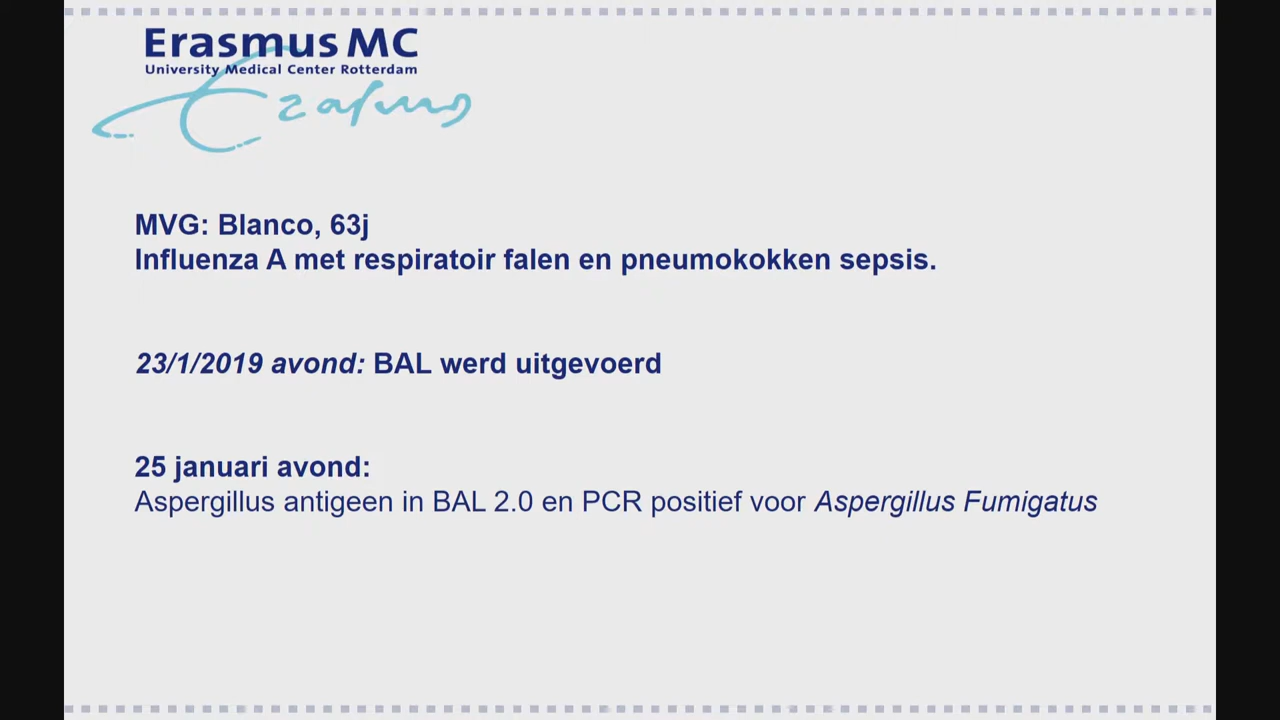 Erasmus MC
University Medical Center Rotterdam
Erasmus
MVG: Blanco, 63j
Influenza A met respiratoir falen en pneumokokken sepsis.
23/1/2019 avond: BAL werd uitgevoerd
25 januari avond:
Aspergillus antigeen in BAL 2.0 en PCR positief voor Aspergillus Fumigatus